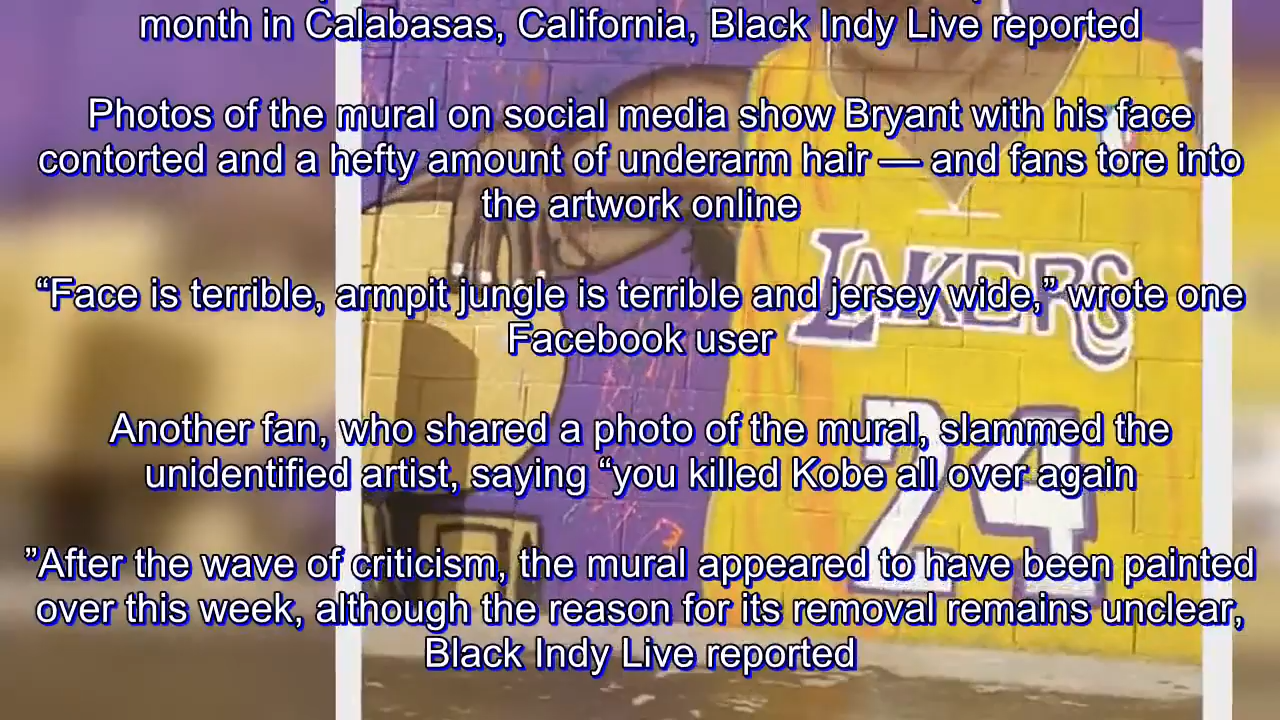 month in Calabasas, California, Black Indy Live reported
Photos of the mural on social media show Bryant with his face
contorted and a hefty amount of underarm hair — and fans tore into
the artwork online
“Face is terrible, armpit jungle is terrible and jersey wide,” wrote one
Facebook user
Another fan, who shared a photo of the mural, slammed the
unidentified artist, saying “you killed Kobe all over again
”After the wave of criticism, the mural appeared to have been painted
over this week, although the reason for its removal remains unclear,
Black Indy Live reported
LAKERS
24